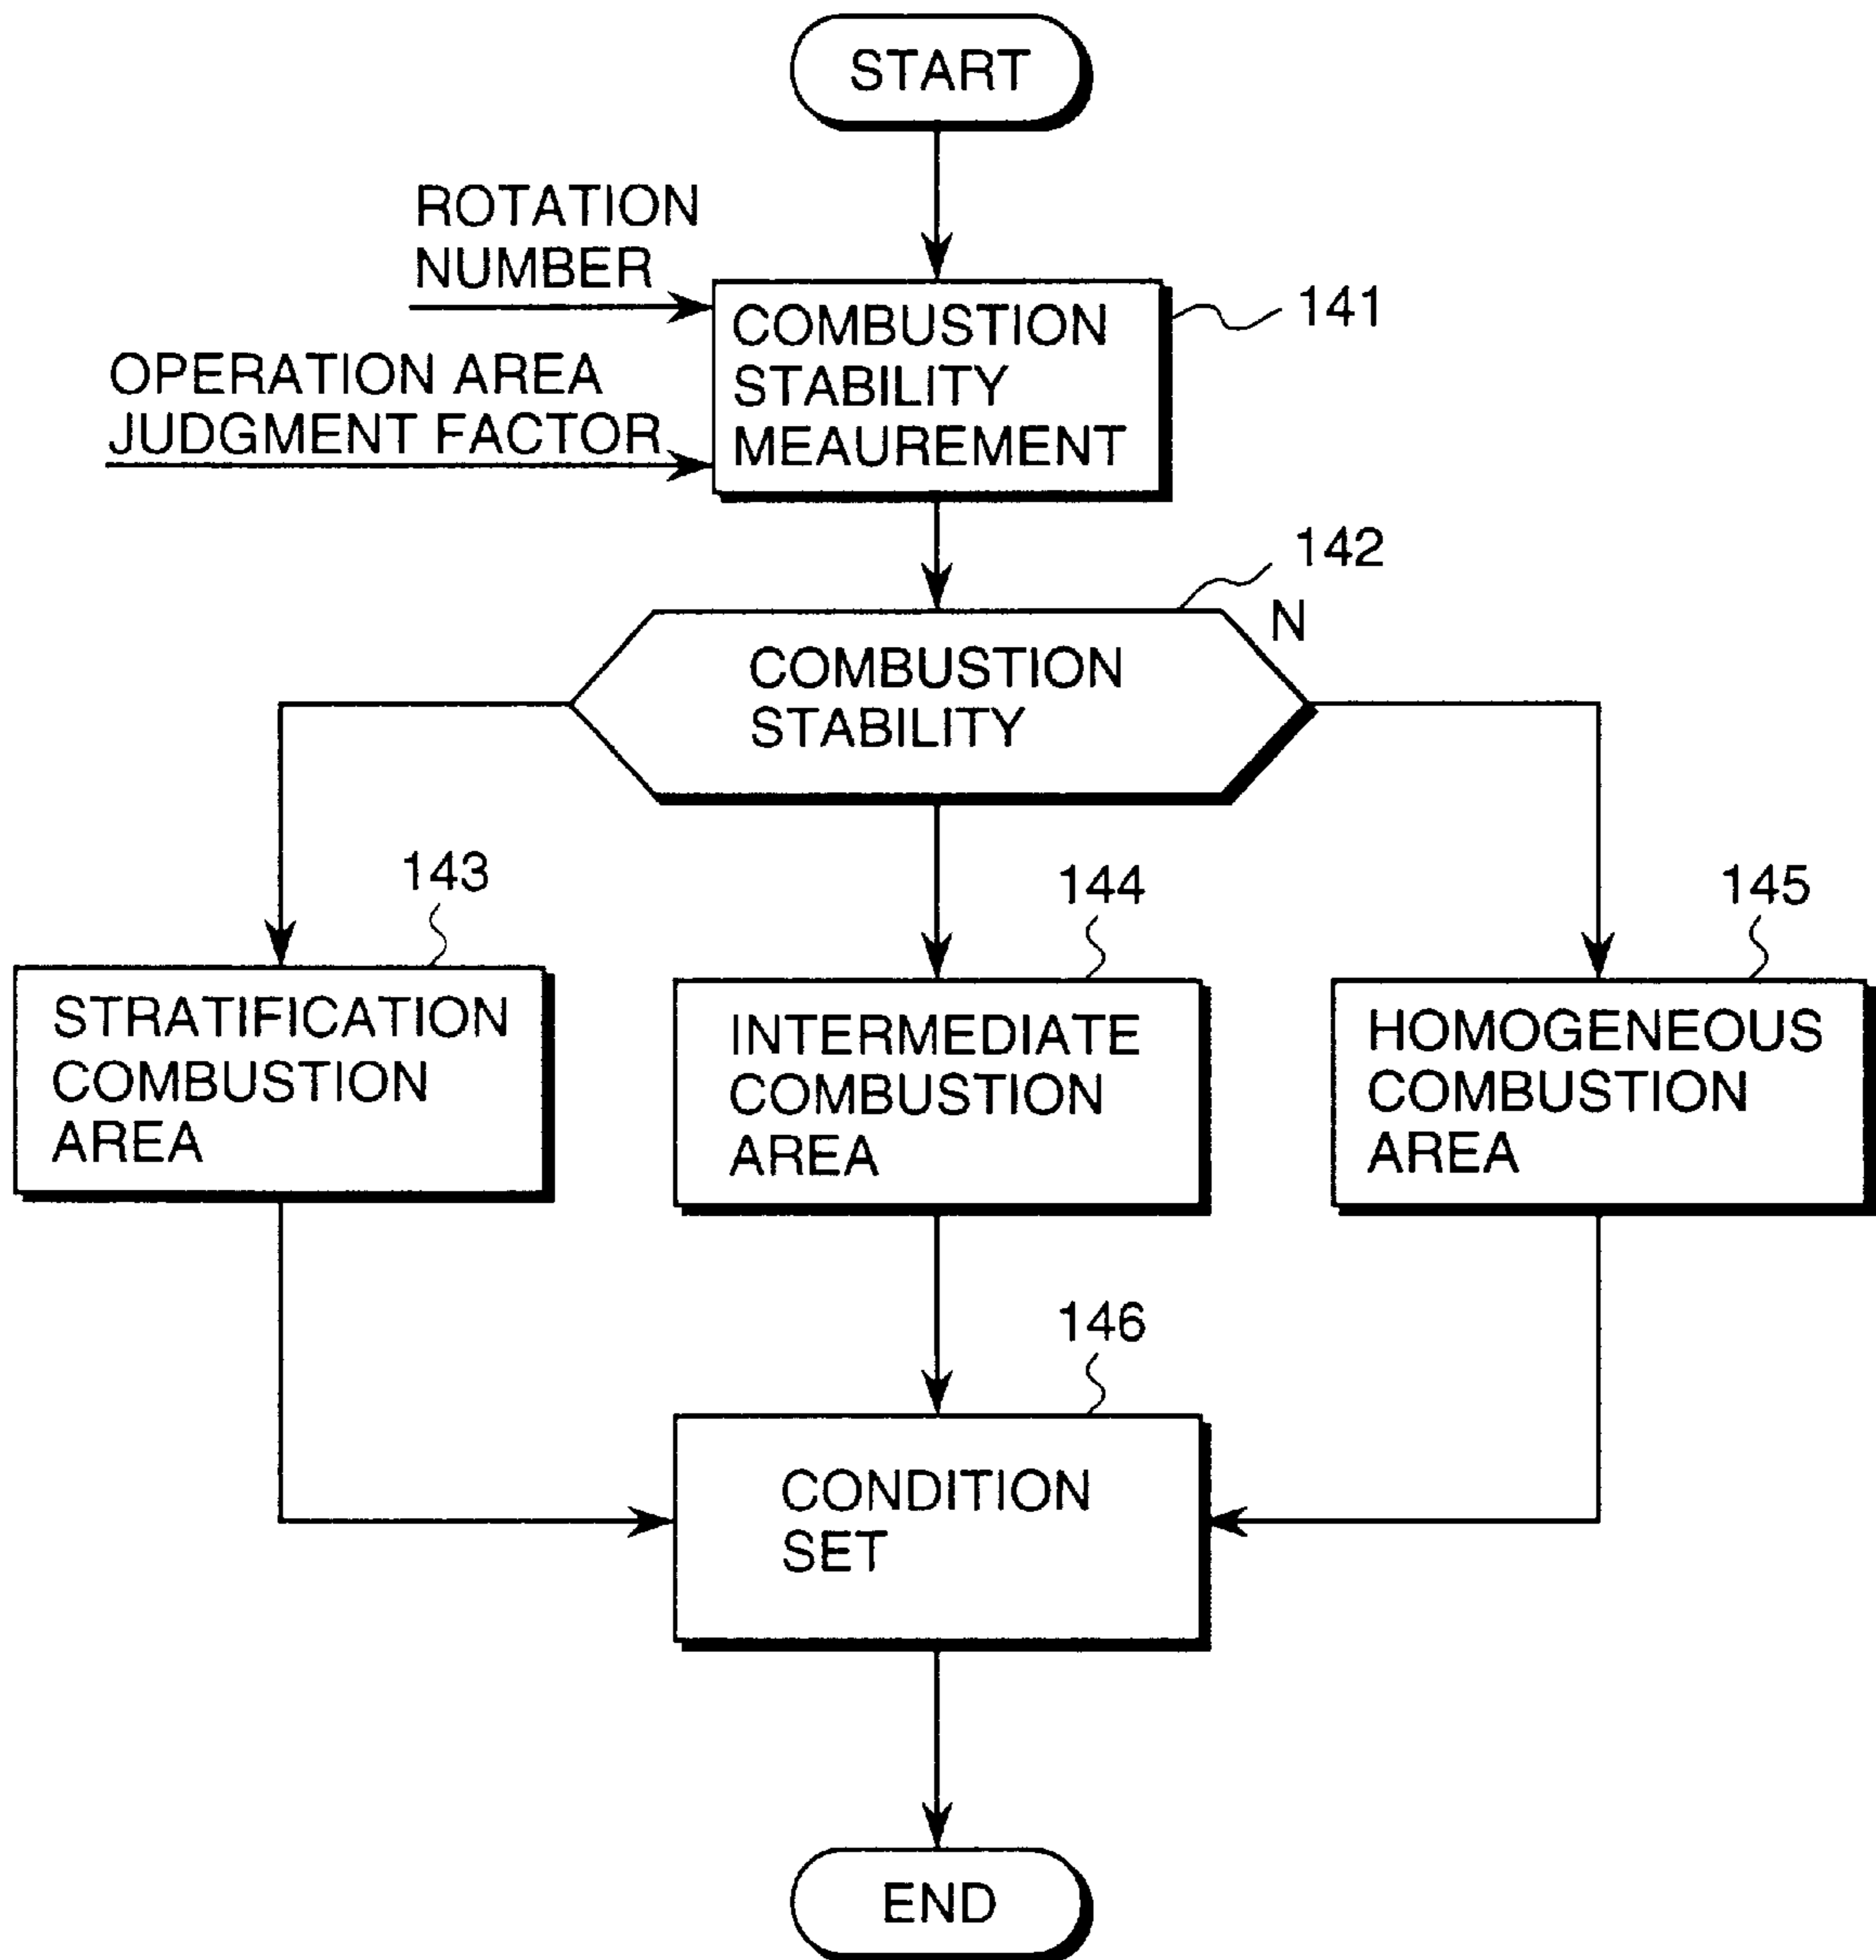 START
ROTATION
NUMBER
OPERATION AREA
JUDGMENT FACTOR
COMBUSTION
STABILITY
MEAUREMENT
141
142
N
COMBUSTION
STABILITY
143
144
145
STRATIFICATION
COMBUSTION
AREA
INTERMEDIATE
COMBUSTION
AREA
HOMOGENEOUS
COMBUSTION
AREA
146
CONDITION
SET
END